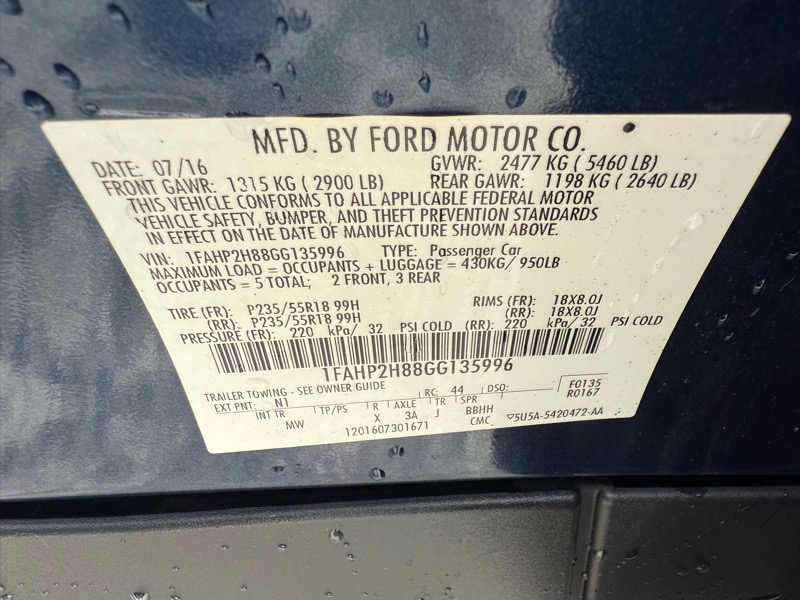 MFD. BY FORD MOTOR CO.
DATE: 07/16 GVWR: 2477 KG ( 5460 LB)
FRONT GAWR: 1315 KG ( 2900 LB) REAR GAWR: 1198 KG ( 2640 LB)
THIS VEHICLE CONFORMS TO ALL APPLICABLE FEDERAL MOTOR
VEHICLE SAFETY, BUMPER, AND THEFT PREVENTION STANDARDS
IN EFFECT ON THE DATE OF MANUFACTURE SHOWN ABOVE.
VIN: 1FAHP2H88GG135996 TYPE: Passenger Car
MAXIMUM LOAD = OCCUPANTS + LUGGAGE = 430KG/ 950LB
OCCUPANTS = 5 TOTAL; 2 FRONT, 3 REAR
TIRE (FR): P235/55R18 99H RIMS (FR): 18X8.0J
(RR): P235/55R18 99H (RR): 18X8.0J
PRESSURE (FR): 220 kPa/ 32 PSI COLD (RR): 220 kPa/ 32 PSI COLD
1FAHP2H88GG135996
TRAILER TOWING - SEE OWNER GUIDE RC: 44 DSO: F0135
EXT PNT: N1 R0167
INT TR TP/PS R AXLE TR SPR
MW X 3A J BBHH 5U5A-5420472-AA
CMC
1201607301671